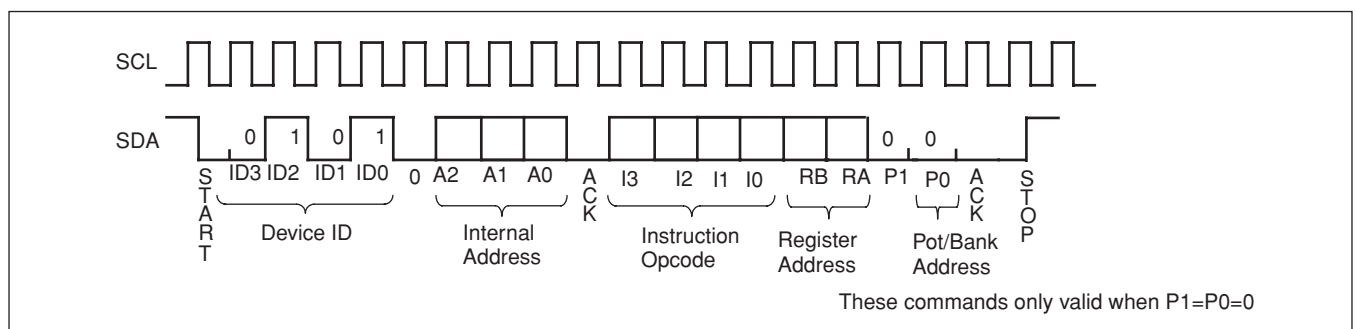 SCL
SDA
0 1 0 1 0 0
ID3 ID2 ID1 ID0 0 A2 A1 A0 ACK I3 I2 I1 I0 RB RA P1 P0 ACK
START
STOP
Device ID
Internal
Address
Instruction
Opcode
Register
Address
Pot/Bank
Address
These commands only valid when P1=P0=0